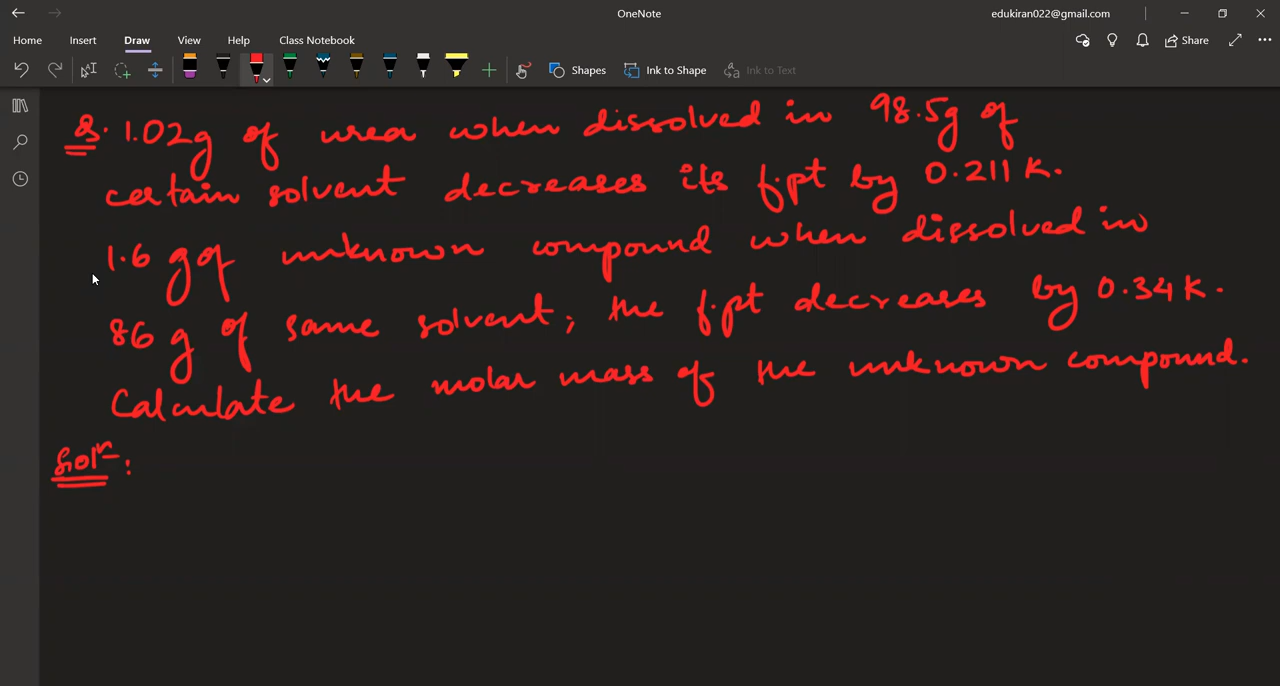 OneNote
edukiran022@gmail.com
Home Insert Draw View Help Class Notebook
Share
Shapes Ink to Shape Ink to Text
Q. 1.02g of urea when dissolved in 98.5g of
certain solvent decreases its f.pt by 0.211K.
1.6 g of unknown compound when dissolved in
86 g of same solvent, the f.pt decreases by 0.34K.
Calculate the molar mass of the unknown compound.
Solⁿ: